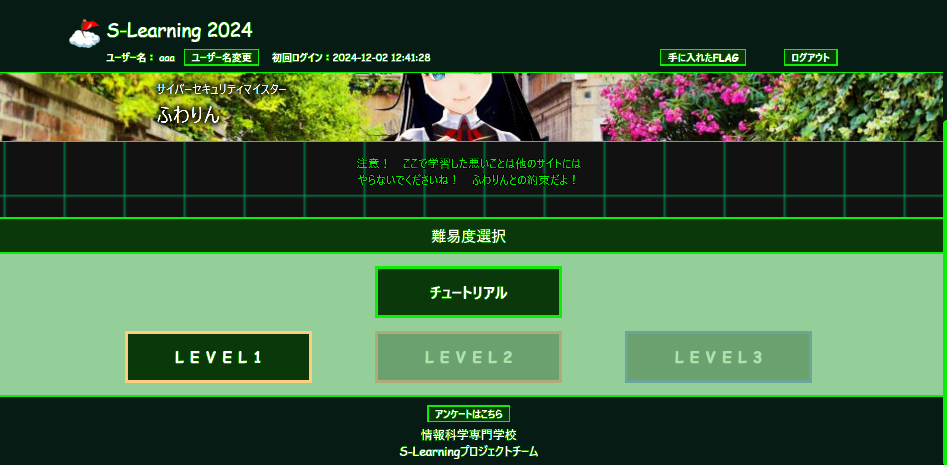 S-Learning 2024
ユーザー名： aaa ユーザー名変更 初回ログイン：2024-12-02 12:41:28 手に入れたFLAG ログアウト
サイバーセキュリティマイスター
ふわりん
注意！　ここで学習した悪いことは他のサイトには
やらないでくださいね！　ふわりんとの約束だよ！
難易度選択
チュートリアル
ＬＥＶＥＬ１ ＬＥＶＥＬ２ ＬＥＶＥＬ３
アンケートはこちら
情報科学専門学校
S-Learningプロジェクトチーム